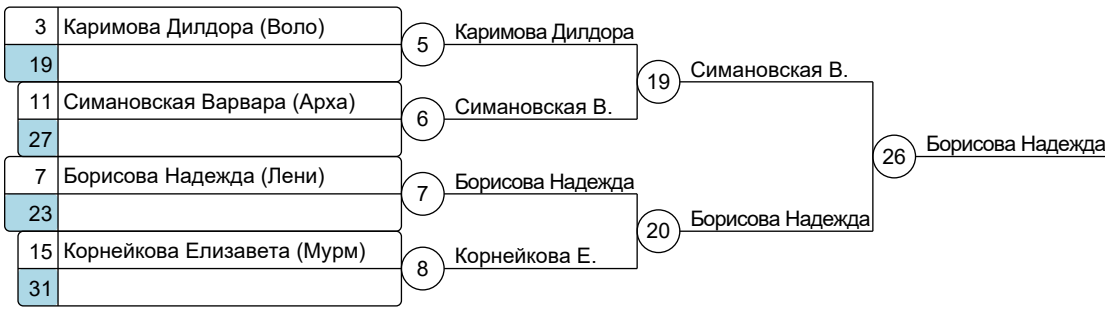 3 Каримова Дилдора (Воло)
19
11 Симановская Варвара (Арха)
27
7 Борисова Надежда (Лени)
23
15 Корнейкова Елизавета (Мурм)
31
5 Каримова Дилдора
6 Симановская В.
7 Борисова Надежда
8 Корнейкова Е.
19 Симановская В.
20 Борисова Надежда
26 Борисова Надежда